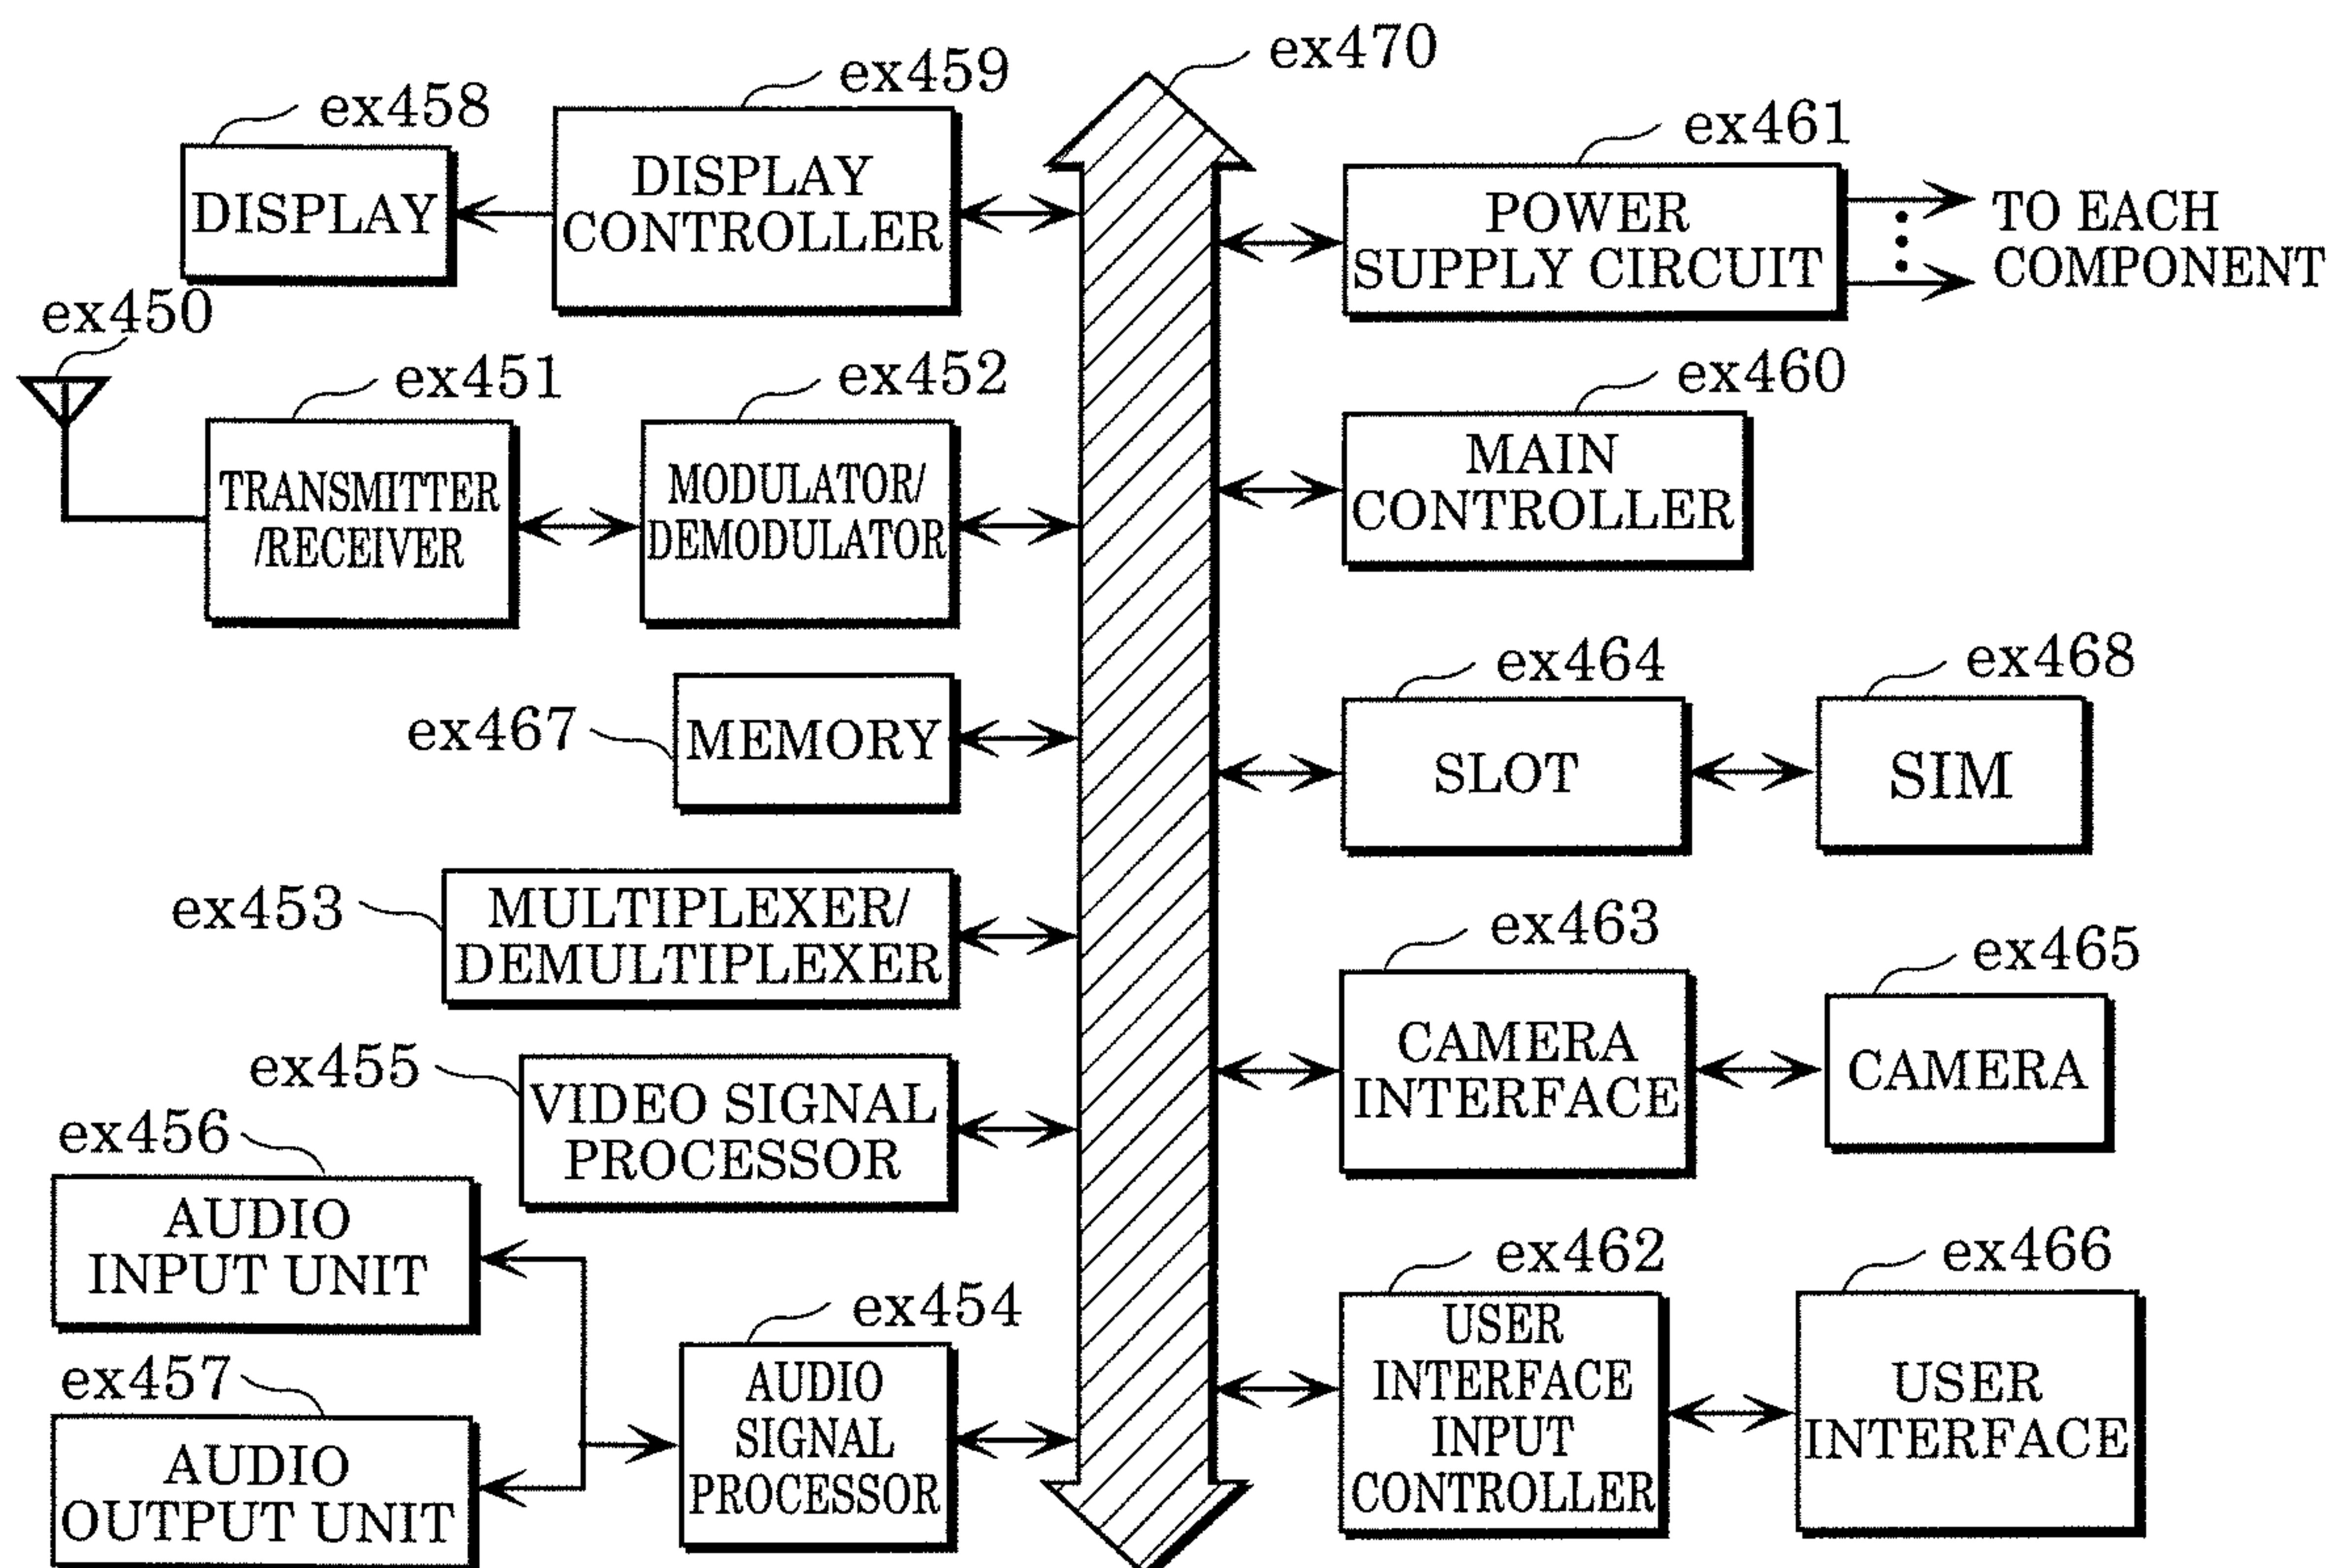 ex470
ex459
ex458
DISPLAY
CONTROLLER
DISPLAY
ex461
POWER
SUPPLY CIRCUIT
TO EACH
COMPONENT
ex450
ex451
TRANSMITTER
/RECEIVER
ex452
MODULATOR/
DEMODULATOR
ex460
MAIN
CONTROLLER
ex467
MEMORY
ex464
SLOT
ex468
SIM
ex453
MULTIPLEXER/
DEMULTIPLEXER
ex463
CAMERA
INTERFACE
ex465
CAMERA
ex455
VIDEO SIGNAL
PROCESSOR
ex456
AUDIO
INPUT UNIT
ex457
AUDIO
OUTPUT UNIT
ex454
AUDIO
SIGNAL
PROCESSOR
ex462
USER
INTERFACE
INPUT
CONTROLLER
ex466
USER
INTERFACE